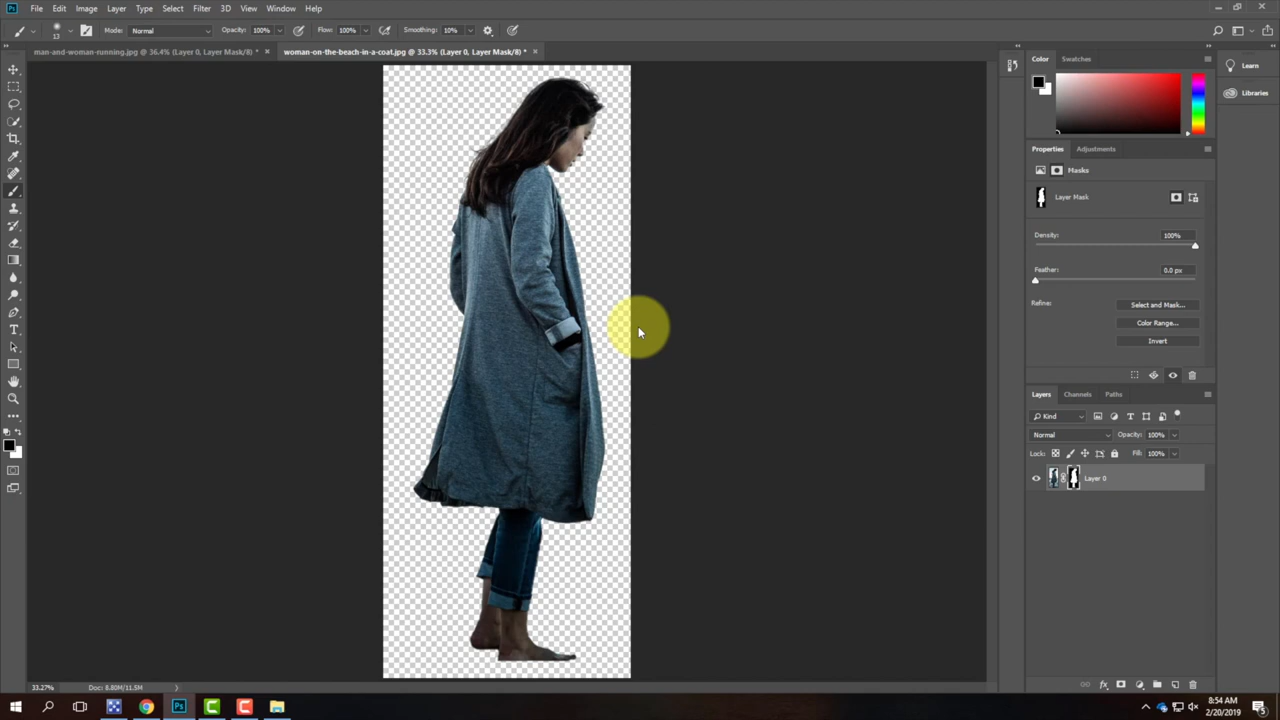 Ps File Edit Image Layer Type Select Filter 3D View Window Help
13 Mode: Normal Opacity: 100% Flow: 100% Smoothing: 10%
man-and-woman-running.jpg @ 36.4% (Layer 0, Layer Mask/8) * × woman-on-the-beach-in-a-coat.jpg @ 33.3% (Layer 0, Layer Mask/8) * ×
Color Swatches
Learn
Libraries
Properties Adjustments
Masks
Layer Mask
Density: 100%
Feather: 0.0 px
Refine: Select and Mask...
Color Range...
Invert
Layers Channels Paths
Kind
Normal Opacity: 100%
Lock: Fill: 100%
Layer 0
33.27% Doc: 8.80M/11.5M
Ps
8:54 AM
2/20/2019